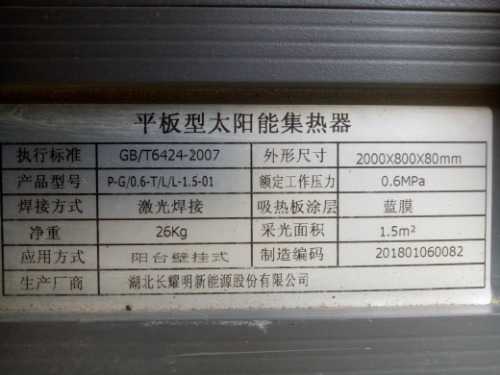 平板型太阳能集热器
执行标准 GB/T6424-2007 外形尺寸 2000X800X80mm
产品型号 P-G/0.6-T/L/L-1.5-01 额定工作压力 0.6MPa
焊接方式 激光焊接 吸热板涂层 蓝膜
净重 26Kg 采光面积 1.5m²
应用方式 阳台壁挂式 制造编码 201801060082
生产厂商 湖北长耀明新能源股份有限公司